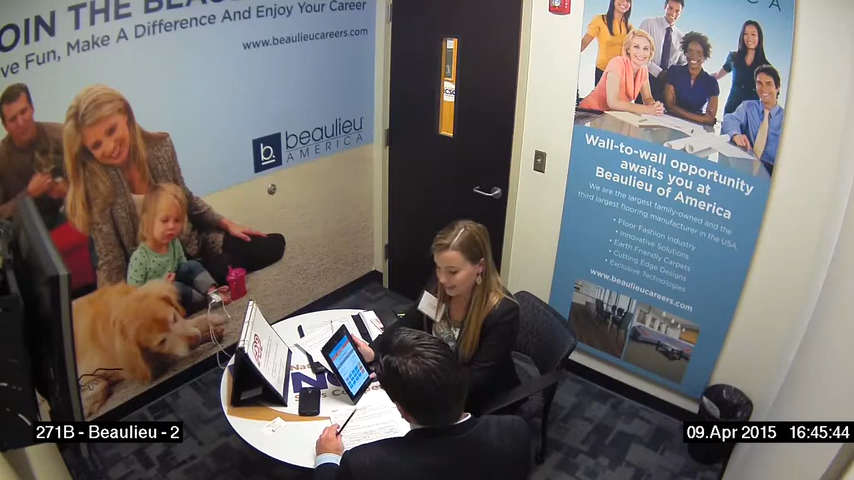 OIN THE BEA
ve Fun, Make A Difference And Enjoy Your Career
www.beaulieucareers.com
b.
beaulieu
AMERICA
Wall-to-wall opportunity
awaits you at
Beaulieu of America
We are the largest family-owned and the
third largest flooring manufacturer in the USA.
• Floor Fashion Industry
• Innovative Solutions
• Earth Friendly Carpets
• Cutting Edge Designs
• Exclusive Technologies
www.beaulieucareers.com
271B - Beaulieu - 2
09.Apr 2015 16:45:44